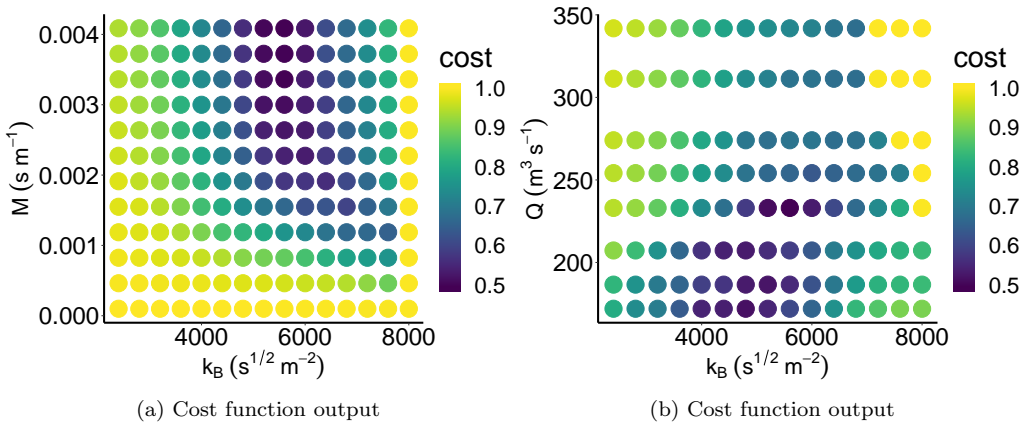 0.004
0.003
0.002
0.001
0.000
M (s m⁻¹)
4000 6000 8000
k_B (s^{1/2} m⁻²)
cost
1.0
0.9
0.8
0.7
0.6
0.5
(a) Cost function output
350
300
250
200
Q (m³ s⁻¹)
4000 6000 8000
k_B (s^{1/2} m⁻²)
cost
1.0
0.9
0.8
0.7
0.6
0.5
(b) Cost function output